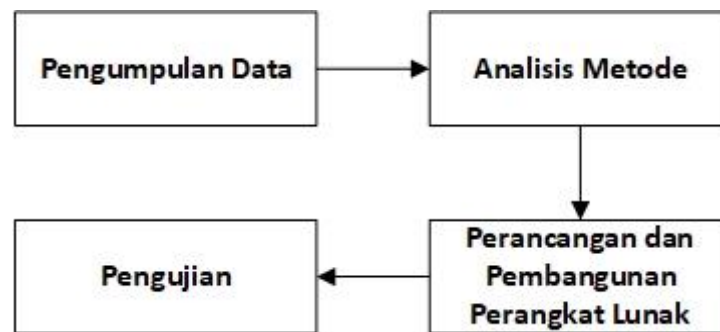 Pengumpulan Data
Analisis Metode
Perancangan dan
Pembangunan
Perangkat Lunak
Pengujian